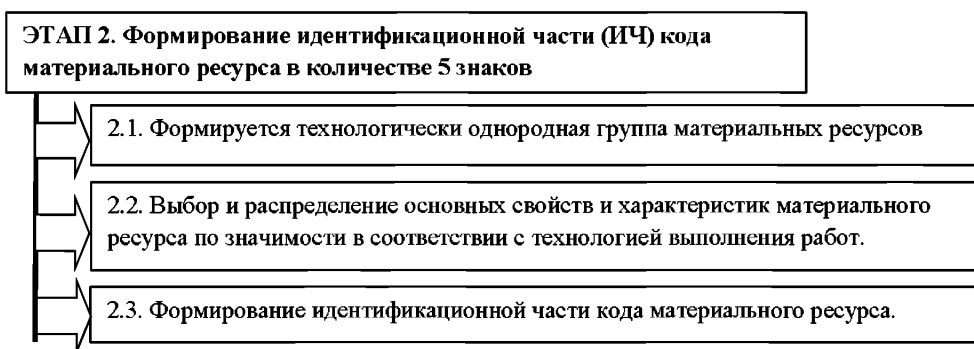 ЭТАП 2. Формирование идентификационной части (ИЧ) кода
материального ресурса в количестве 5 знаков
2.1. Формируется технологически однородная группа материальных ресурсов
2.2. Выбор и распределение основных свойств и характеристик материального
ресурса по значимости в соответствии с технологией выполнения работ.
2.3. Формирование идентификационной части кода материального ресурса.